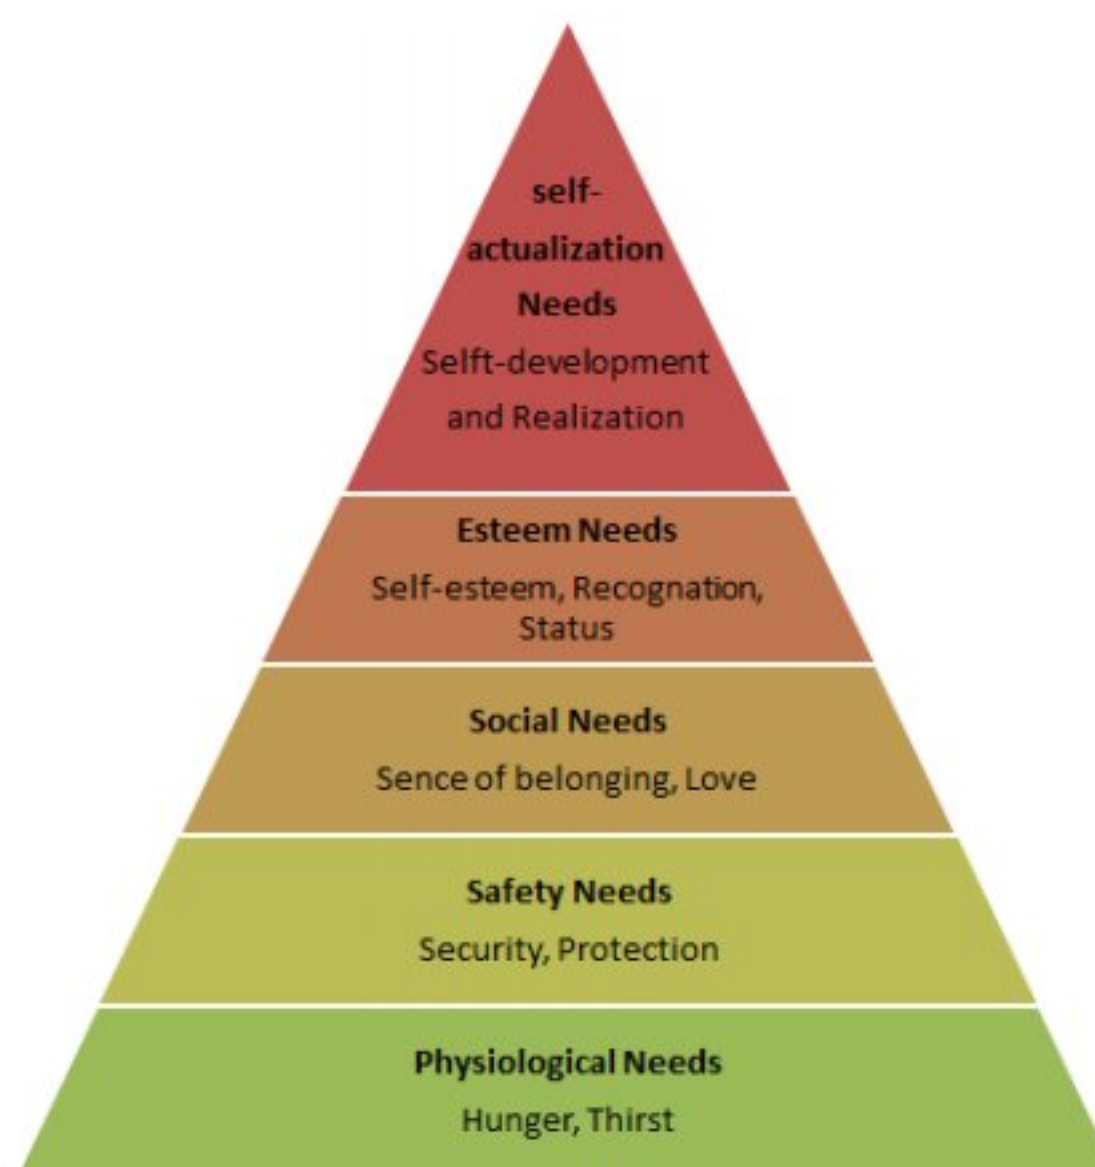 self-
actualization
Needs
Selft-development
and Realization
Esteem Needs
Self-esteem, Recognation,
Status
Social Needs
Sence of belonging, Love
Safety Needs
Security, Protection
Physiological Needs
Hunger, Thirst